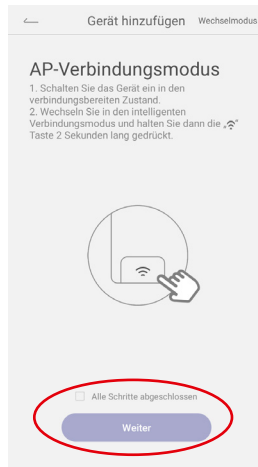 Gerät hinzufügen Wechselmodus
AP-Verbindungsmodus
1. Schalten Sie das Gerät ein in den
verbindungsbereiten Zustand.
2. Wechseln Sie in den intelligenten
Verbindungsmodus und halten Sie dann die „“
Taste 2 Sekunden lang gedrückt.
Alle Schritte abgeschlossen
Weiter